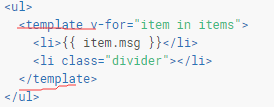 <ul>
<template v-for="item in items">
<li>{{ item.msg }}</li>
<li class="divider"></li>
</template>
</ul>